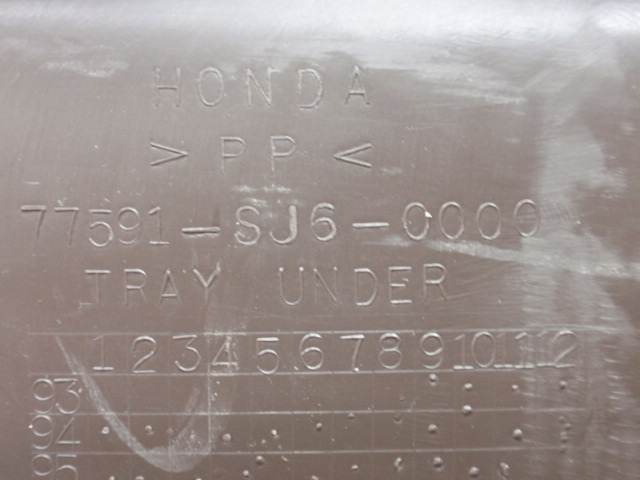 HONDA
>PP<
77591-SJ6-0000
TRAY UNDER
1 2 3 4 5 6 7 8 9 10 11 12
93
94
95